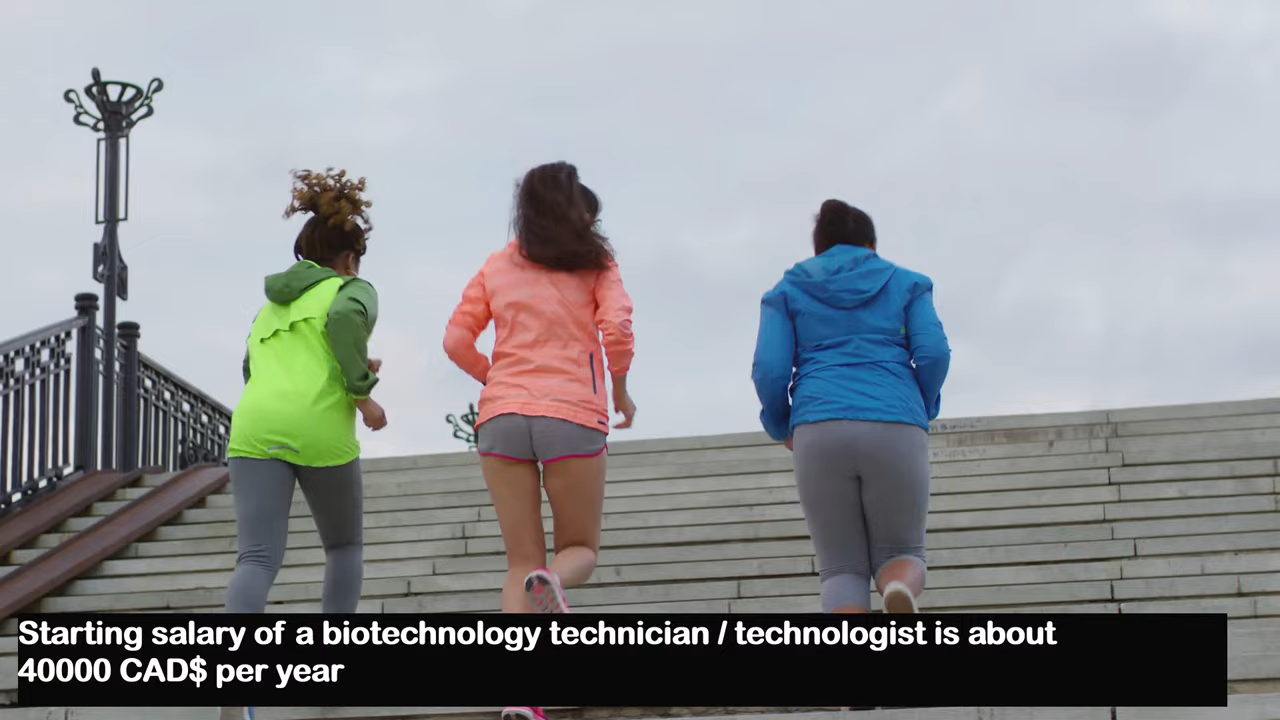 Starting salary of a biotechnology technician / technologist is about
40000 CAD$ per year